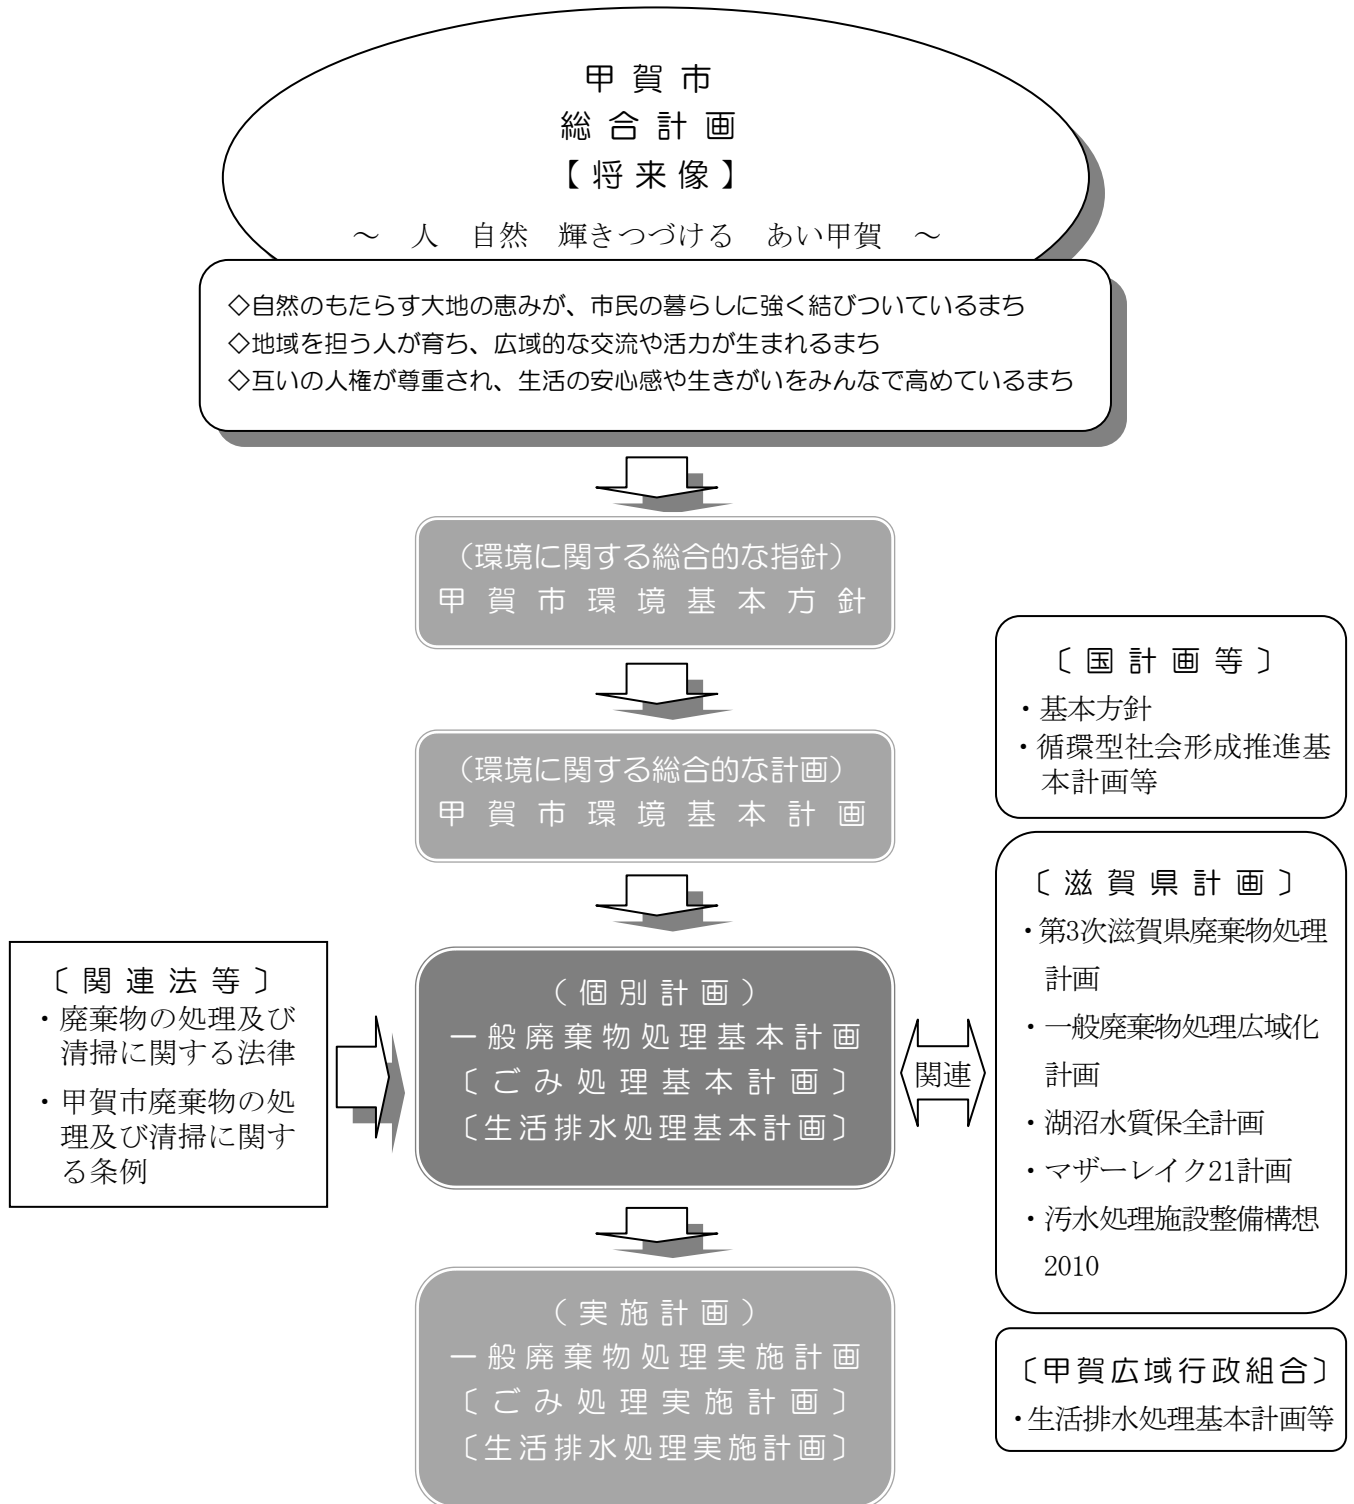 甲賀市
総合計画
【将来像】
～ 人 自然 輝きつづける あい甲賀 ～
◇自然のもたらす大地の恵みが、市民の暮らしに強く結びついているまち
◇地域を担う人が育ち、広域的な交流や活力が生まれるまち
◇互いの人権が尊重され、生活の安心感や生きがいをみんなで高めているまち
（環境に関する総合的な指針）
甲賀市環境基本方針
（環境に関する総合的な計画）
甲賀市環境基本計画
〔関連法等〕
・廃棄物の処理及び
清掃に関する法律
・甲賀市廃棄物の処
理及び清掃に関す
る条例
（個別計画）
一般廃棄物処理基本計画
〔ごみ処理基本計画〕
〔生活排水処理基本計画〕
関連
〔国計画等〕
・基本方針
・循環型社会形成推進基
本計画等
〔滋賀県計画〕
・第3次滋賀県廃棄物処理
計画
・一般廃棄物処理広域化
計画
・湖沼水質保全計画
・マザーレイク21計画
・汚水処理施設整備構想
2010
〔甲賀広域行政組合〕
・生活排水処理基本計画等
（実施計画）
一般廃棄物処理実施計画
〔ごみ処理実施計画〕
〔生活排水処理実施計画〕